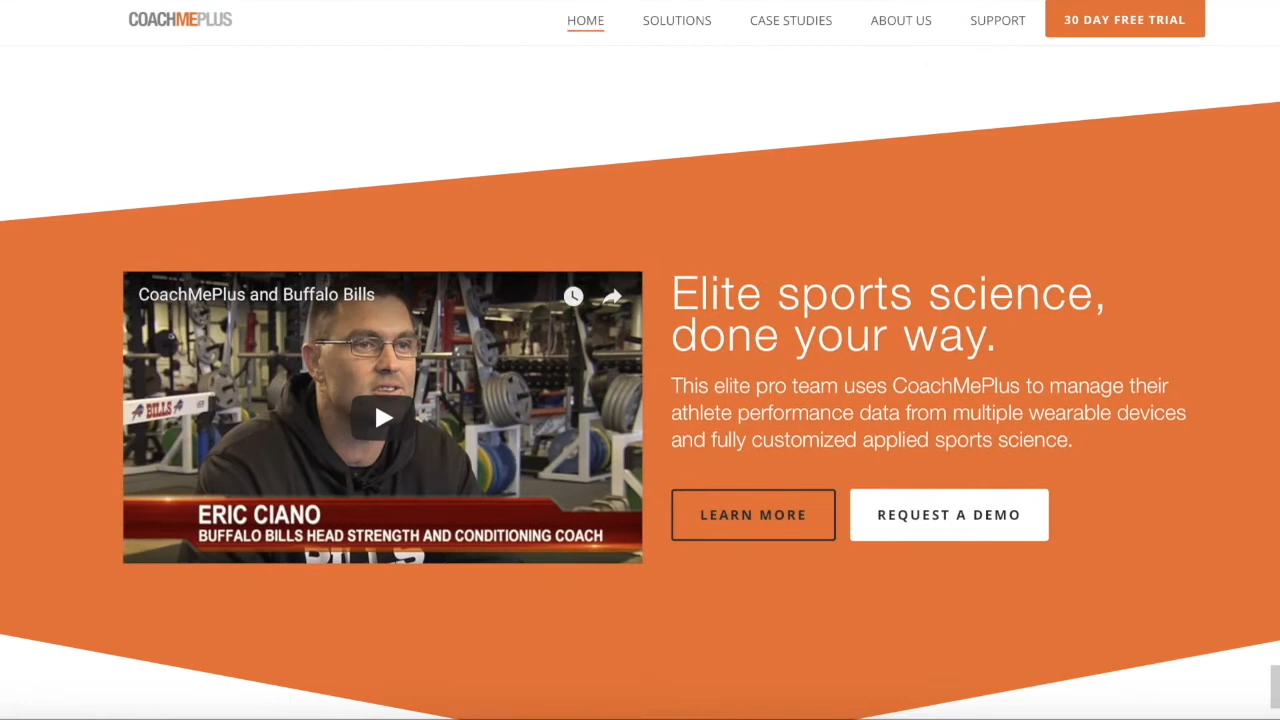 COACHMEPLUS
HOME
SOLUTIONS
CASE STUDIES
ABOUT US
SUPPORT
30 DAY FREE TRIAL
CoachMePlus and Buffalo Bills
BILLS
ERIC CIANO
BUFFALO BILLS HEAD STRENGTH AND CONDITIONING COACH
BILLS
Elite sports science,
done your way.
This elite pro team uses CoachMePlus to manage their
athlete performance data from multiple wearable devices
and fully customized applied sports science.
LEARN MORE
REQUEST A DEMO